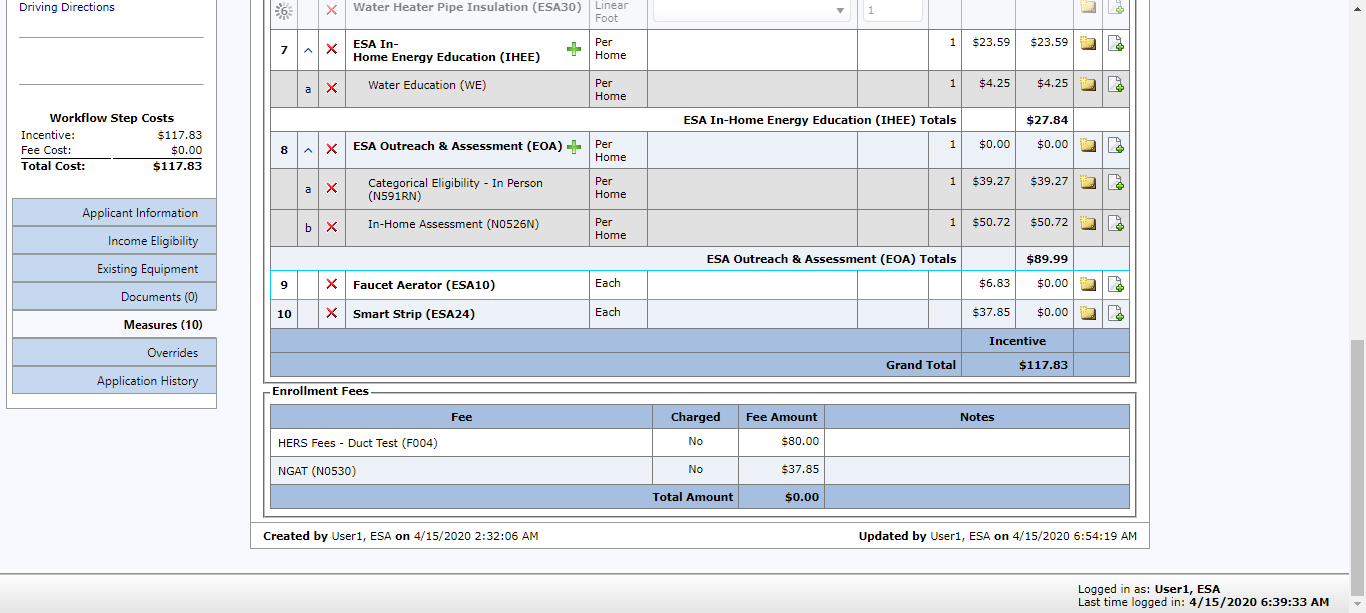 Driving Directions
Workflow Step Costs
Incentive: $117.83
Fee Cost: $0.00
Total Cost: $117.83
Applicant Information
Income Eligibility
Existing Equipment
Documents (0)
Measures (10)
Overrides
Application History
6 Water Heater Pipe Insulation (ESA30) Linear Foot 1
7 ESA In-Home Energy Education (IHEE) Per Home 1 $23.59 $23.59
a Water Education (WE) Per Home 1 $4.25 $4.25
ESA In-Home Energy Education (IHEE) Totals $27.84
8 ESA Outreach & Assessment (EOA) Per Home 1 $0.00 $0.00
a Categorical Eligibility - In Person (N591RN) Per Home 1 $39.27 $39.27
b In-Home Assessment (N0526N) Per Home 1 $50.72 $50.72
ESA Outreach & Assessment (EOA) Totals $89.99
9 Faucet Aerator (ESA10) Each $6.83 $0.00
10 Smart Strip (ESA24) Each $37.85 $0.00
Incentive
Grand Total $117.83
Enrollment Fees
Fee Charged Fee Amount Notes
HERS Fees - Duct Test (F004) No $80.00
NGAT (N0530) No $37.85
Total Amount $0.00
Created by User1, ESA on 4/15/2020 2:32:06 AM Updated by User1, ESA on 4/15/2020 6:54:19 AM
Logged in as: User1, ESA
Last time logged in: 4/15/2020 6:39:33 AM